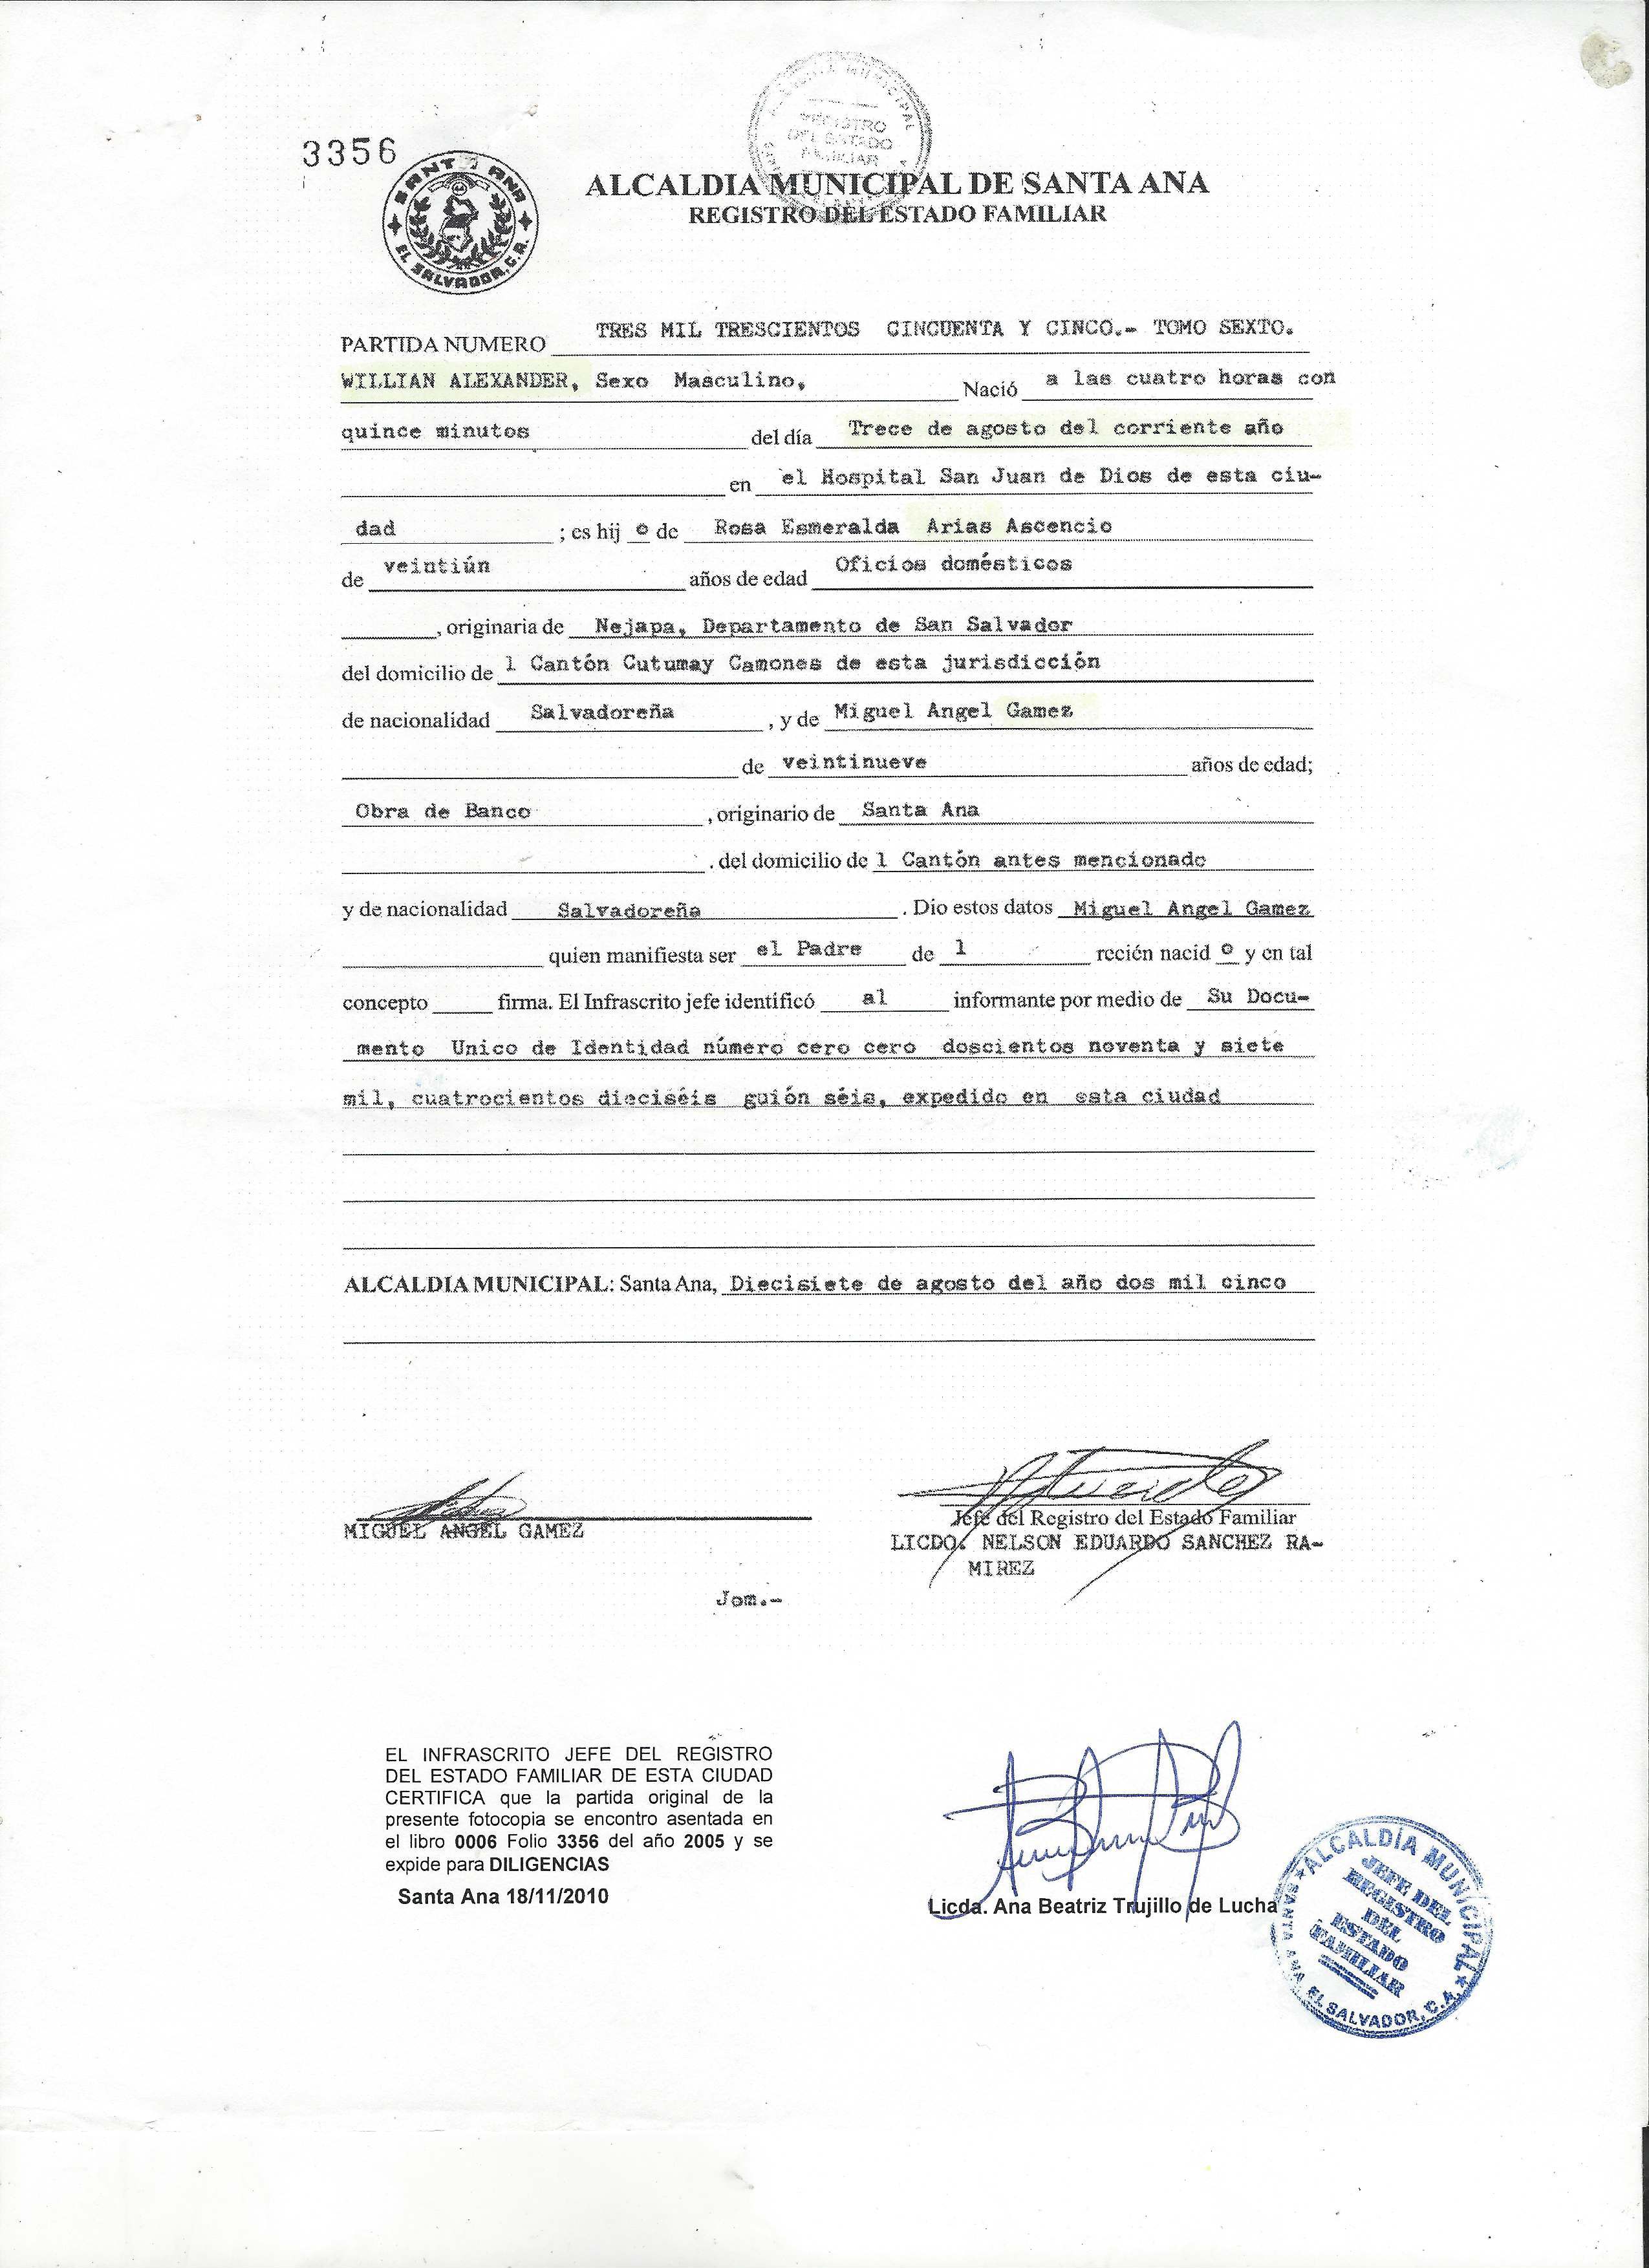 3356
ALCALDIA MUNICIPAL
REGISTRO
DEL ESTADO
FAMILIAR
SANTA ANA
EL SALVADOR, C.A.
ALCALDIA MUNICIPAL DE SANTA ANA
REGISTRO DEL ESTADO FAMILIAR
PARTIDA NUMERO TRES MIL TRESCIENTOS CINCUENTA Y CINCO.- TOMO SEXTO.
WILLIAN ALEXANDER, Sexo Masculino, Nació a las cuatro horas con
quince minutos del día Trece de agosto del corriente año
en el Hospital San Juan de Dios de esta ciu-
dad ; es hij o de Rosa Esmeralda Arias Ascencio
de veintiún años de edad Oficios domésticos
, originaria de Nejapa, Departamento de San Salvador
del domicilio de l Cantón Cutumay Camones de esta jurisdicción
de nacionalidad Salvadoreña , y de Miguel Angel Gamez
de veintinueve años de edad;
Obra de Banco , originario de Santa Ana
. del domicilio de l Cantón antes mencionado
y de nacionalidad Salvadoreña . Dio estos datos Miguel Angel Gamez
quien manifiesta ser el Padre de l recién nacid o y en tal
concepto firma. El Infrascrito jefe identificó al informante por medio de Su Docu-
mento Unico de Identidad número cero cero doscientos noventa y siete
mil, cuatrocientos dieciséis guión séis, expedido en esta ciudad
ALCALDIA MUNICIPAL: Santa Ana, Diecisiete de agosto del año dos mil cinco
MIGUEL ANGEL GAMEZ
Jefe del Registro del Estado Familiar
LICDO. NELSON EDUARDO SANCHEZ RA-
MIREZ
Jom.-
EL INFRASCRITO JEFE DEL REGISTRO
DEL ESTADO FAMILIAR DE ESTA CIUDAD
CERTIFICA que la partida original de la
presente fotocopia se encontro asentada en
el libro 0006 Folio 3356 del año 2005 y se
expide para DILIGENCIAS
Santa Ana 18/11/2010
Licda. Ana Beatriz Trujillo de Lucha
ALCALDÍA MUNICIPAL
JEFE DEL
REGISTRO
DEL
ESTADO
FAMILIAR
SANTA ANA EL SALVADOR, C.A.